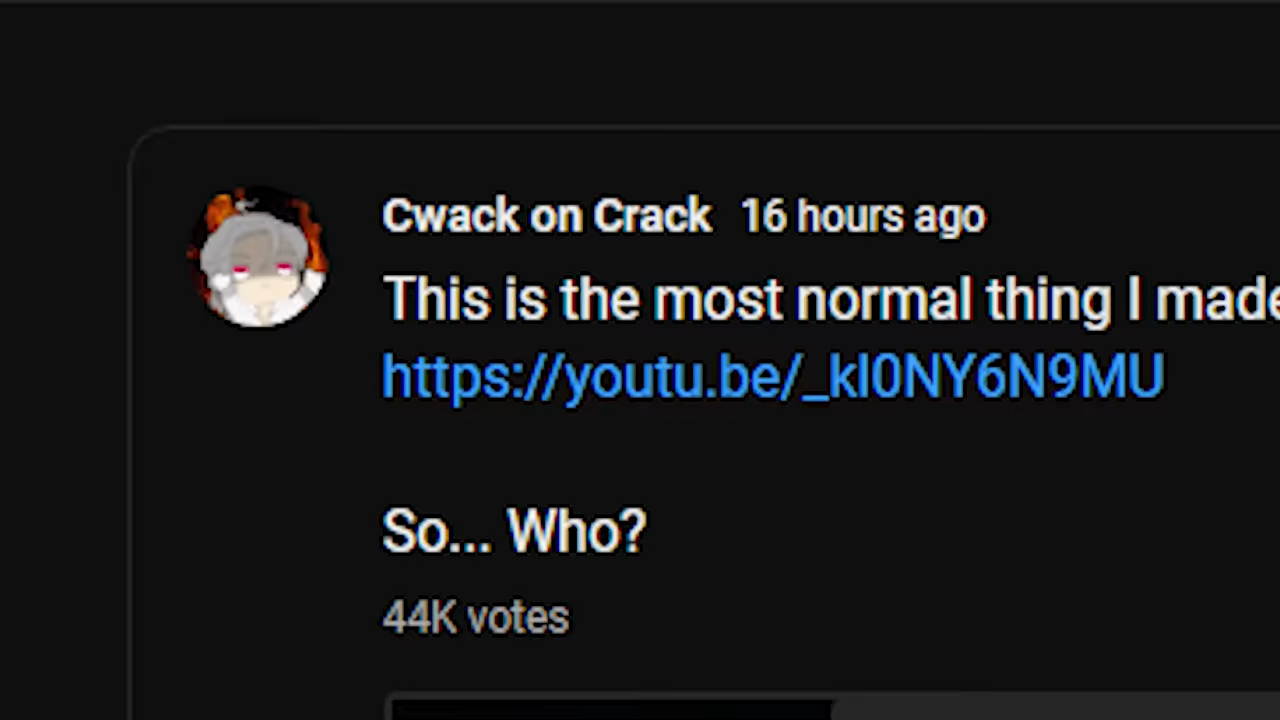 Cwack on Crack 16 hours ago
This is the most normal thing I made
https://youtu.be/_kl0NY6N9MU
So... Who?
44K votes